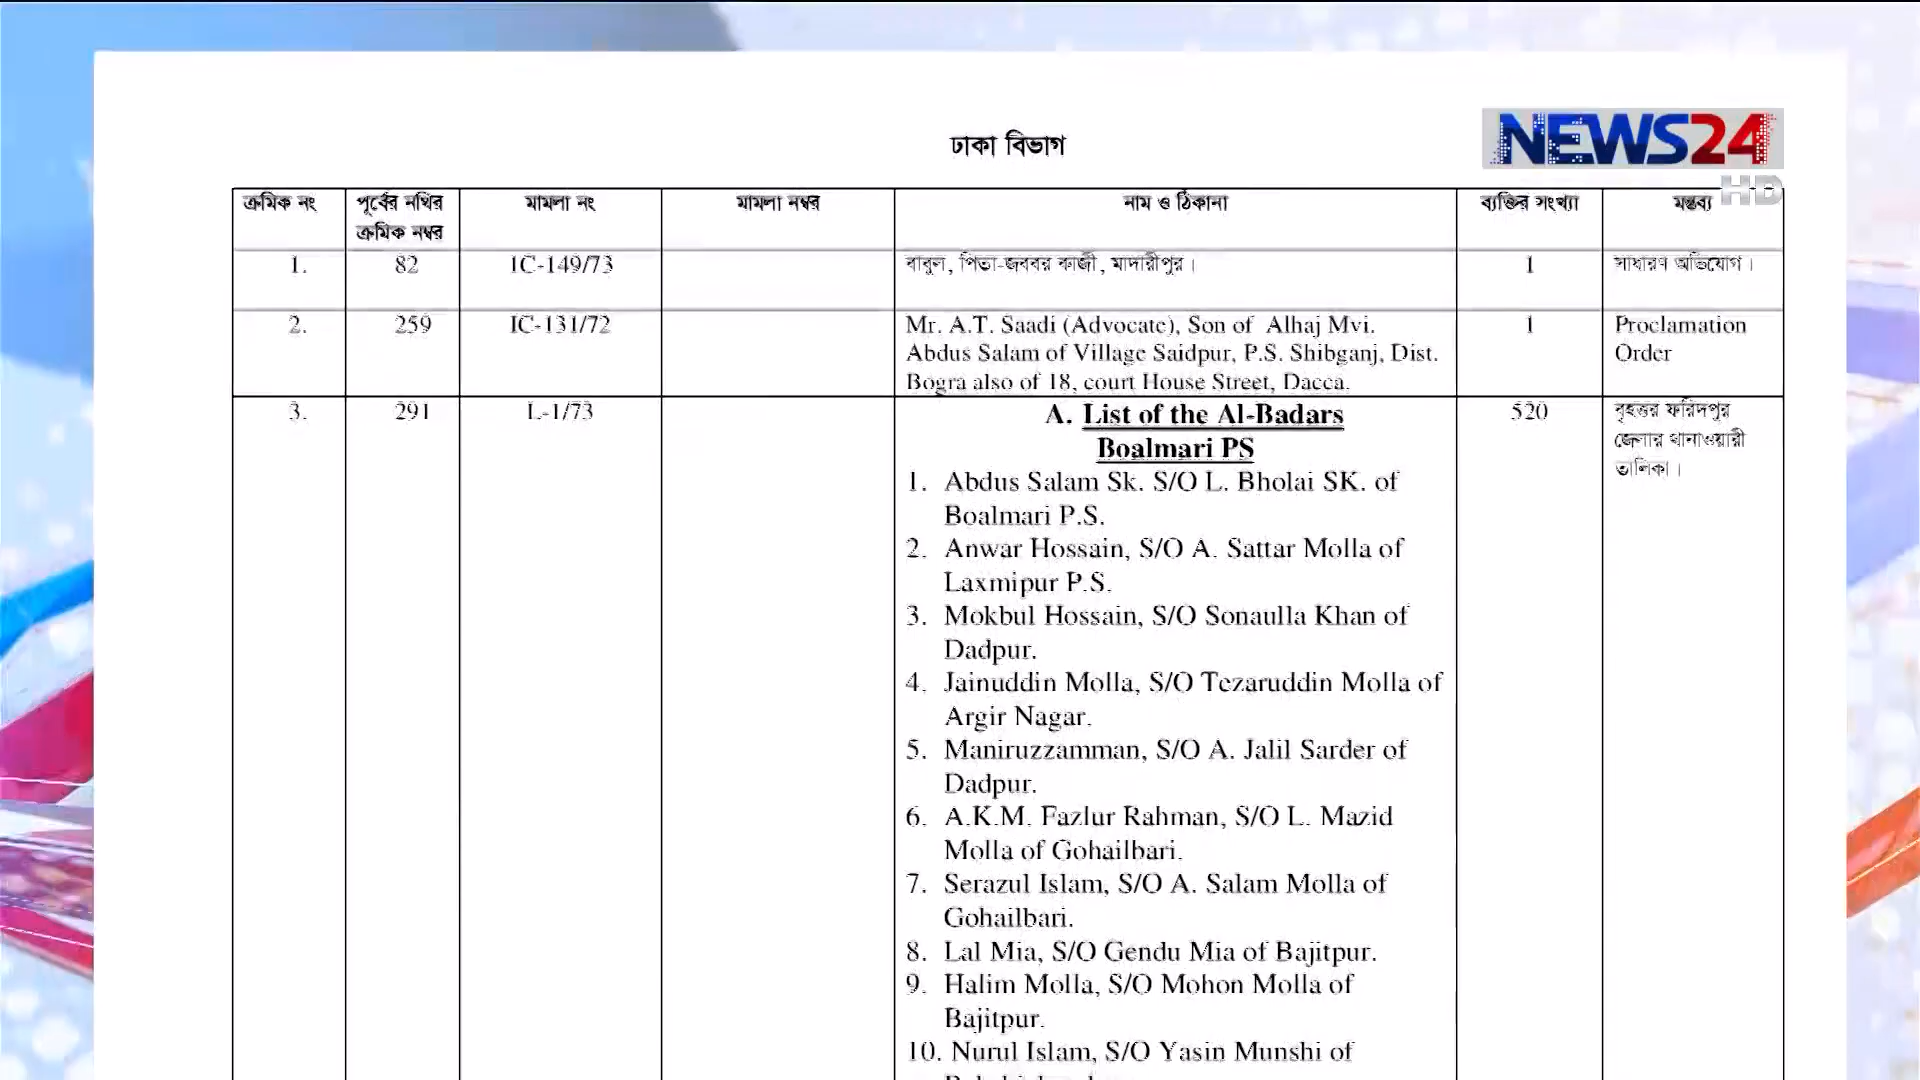 NEWS24
HD
ঢাকা বিভাগ
ক্রমিক নং পূর্বের নথির ক্রমিক নম্বর মামলা নং মামলা নম্বর নাম ও ঠিকানা ব্যক্তির সংখ্যা মন্তব্য
1. 82 IC-149/73 বাবুল, পিতা-জববর কাজী, মাদারীপুর। 1 সাধারণ অভিযোগ।
2. 259 IC-131/72 Mr. A.T. Saadi (Advocate), Son of Alhaj Mvi. 1 Proclamation
Abdus Salam of Village Saidpur, P.S. Shibganj, Dist. Order
Bogra also of 18, court House Street, Dacca.
3. 291 L-1/73 A. List of the Al-Badars 520 বৃহত্তর ফরিদপুর
Boalmari PS জেলার থানাওয়ারী
তালিকা।
1. Abdus Salam Sk. S/O L. Bholai SK. of
Boalmari P.S.
2. Anwar Hossain, S/O A. Sattar Molla of
Laxmipur P.S.
3. Mokbul Hossain, S/O Sonaulla Khan of
Dadpur.
4. Jainuddin Molla, S/O Tezaruddin Molla of
Argir Nagar.
5. Maniruzzamman, S/O A. Jalil Sarder of
Dadpur.
6. A.K.M. Fazlur Rahman, S/O L. Mazid
Molla of Gohailbari.
7. Serazul Islam, S/O A. Salam Molla of
Gohailbari.
8. Lal Mia, S/O Gendu Mia of Bajitpur.
9. Halim Molla, S/O Mohon Molla of
Bajitpur.
10. Nurul Islam, S/O Yasin Munshi of